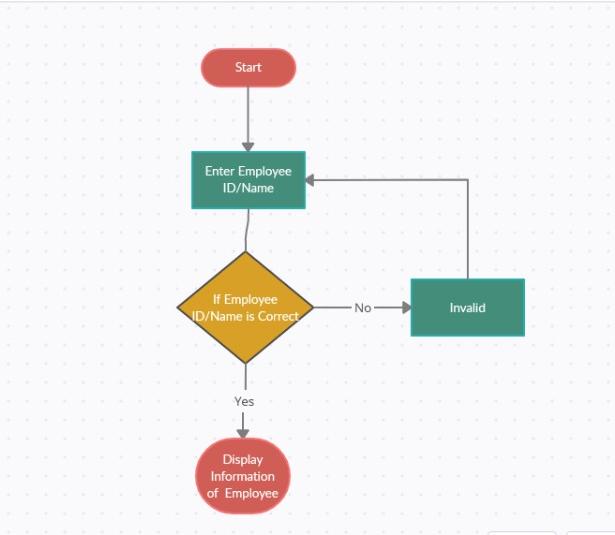 Start
Enter Employee
ID/Name
If Employee
ID/Name is Correct
No
Invalid
Yes
Display
Information
of Employee